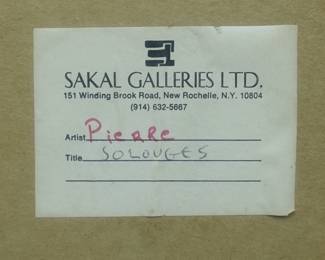 SAKAL GALLERIES LTD.
151 Winding Brook Road, New Rochelle, N.Y. 10804
(914) 632-5667
Artist Pierre
Title SOLOUGES